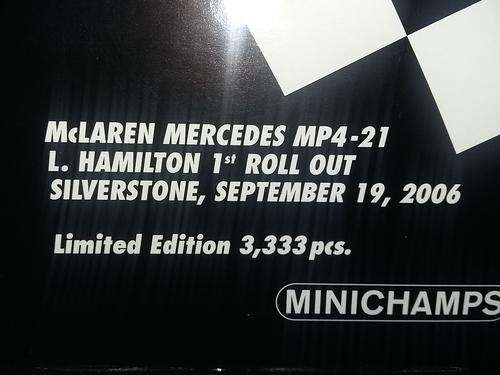 McLAREN MERCEDES MP4-21
L. HAMILTON 1st ROLL OUT
SILVERSTONE, SEPTEMBER 19, 2006
Limited Edition 3,333 pcs.
MINICHAMPS